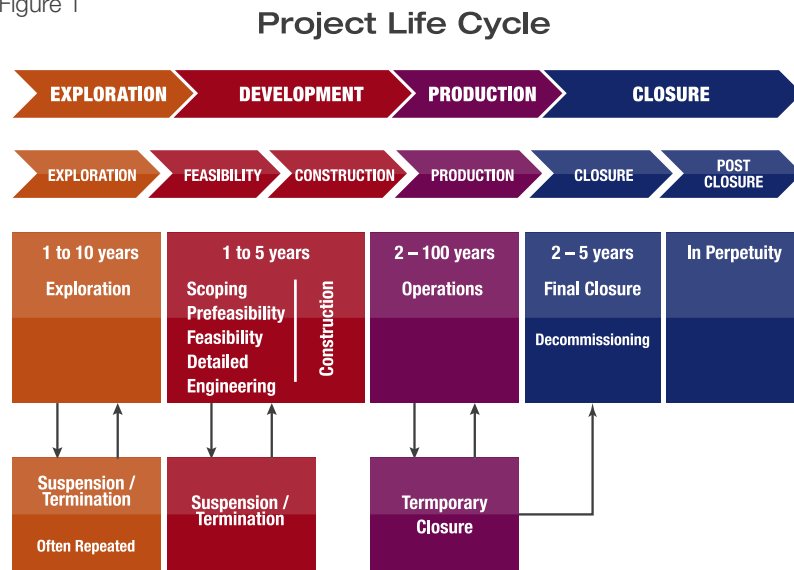 Figure 1
Project Life Cycle
EXPLORATION
DEVELOPMENT
PRODUCTION
CLOSURE
EXPLORATION
FEASIBILITY
CONSTRUCTION
PRODUCTION
CLOSURE
POST
CLOSURE
1 to 10 years
Exploration
1 to 5 years
Scoping
Prefeasibility
Feasibility
Detailed
Engineering
Construction
2 – 100 years
Operations
2 – 5 years
Final Closure
Decommissioning
In Perpetuity
Suspension /
Termination
Often Repeated
Suspension /
Termination
Termporary
Closure